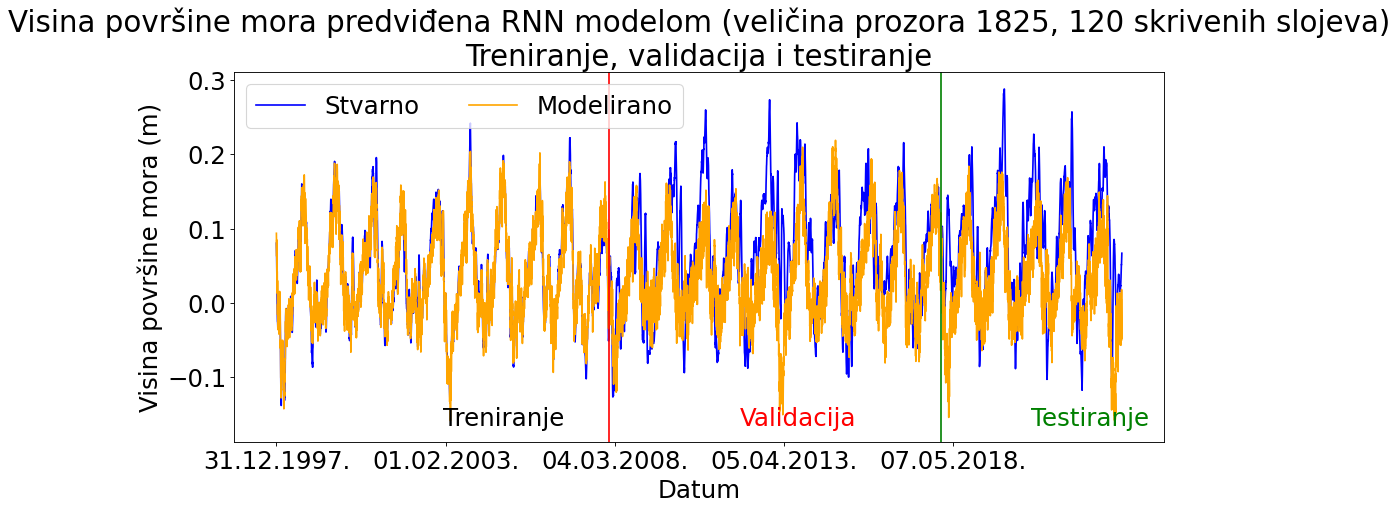 Visina površine mora predviđena RNN modelom (veličina prozora 1825, 120 skrivenih slojeva)
Treniranje, validacija i testiranje
Stvarno
Modelirano
Visina površine mora (m)
0.3
0.2
0.1
0.0
−0.1
Treniranje
Validacija
Testiranje
31.12.1997.
01.02.2003.
04.03.2008.
05.04.2013.
07.05.2018.
Datum